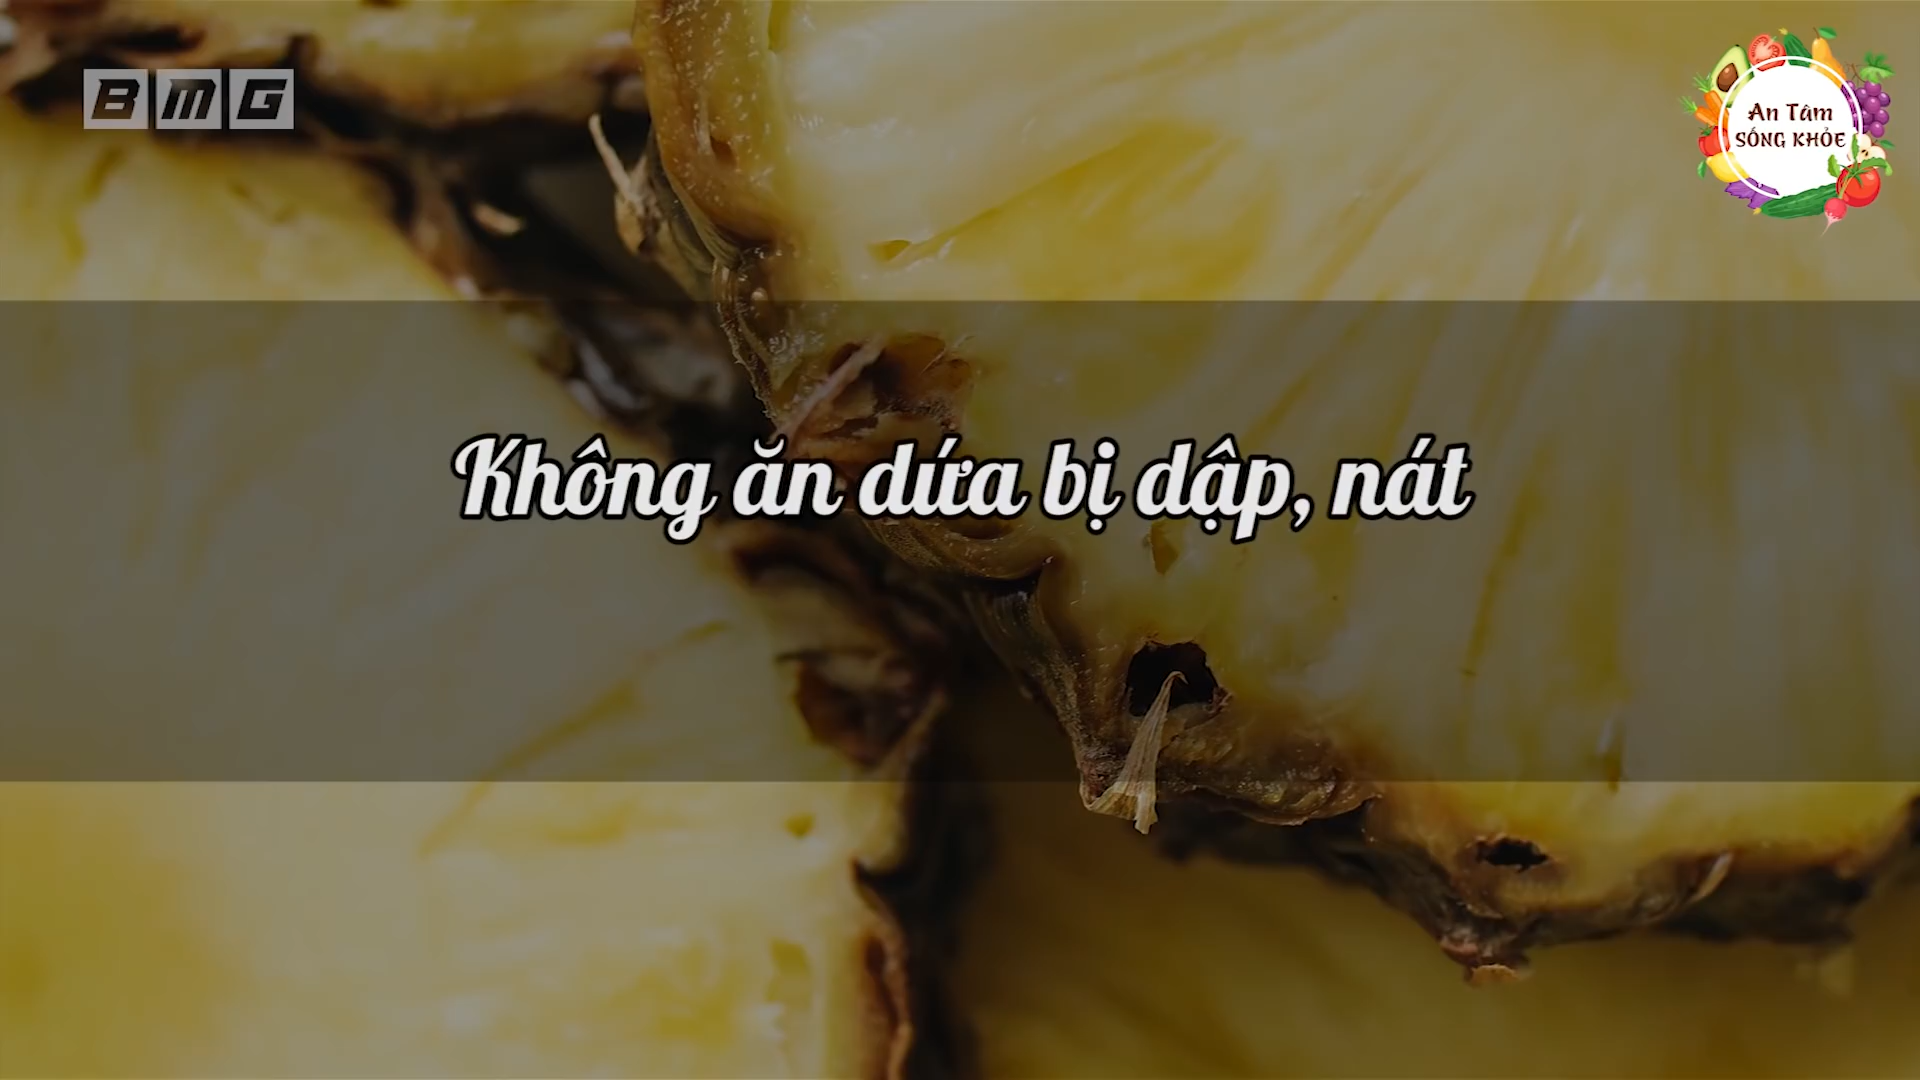 BMG
An Tâm
SỐNG KHỎE
Không ăn dứa bị dập, nát